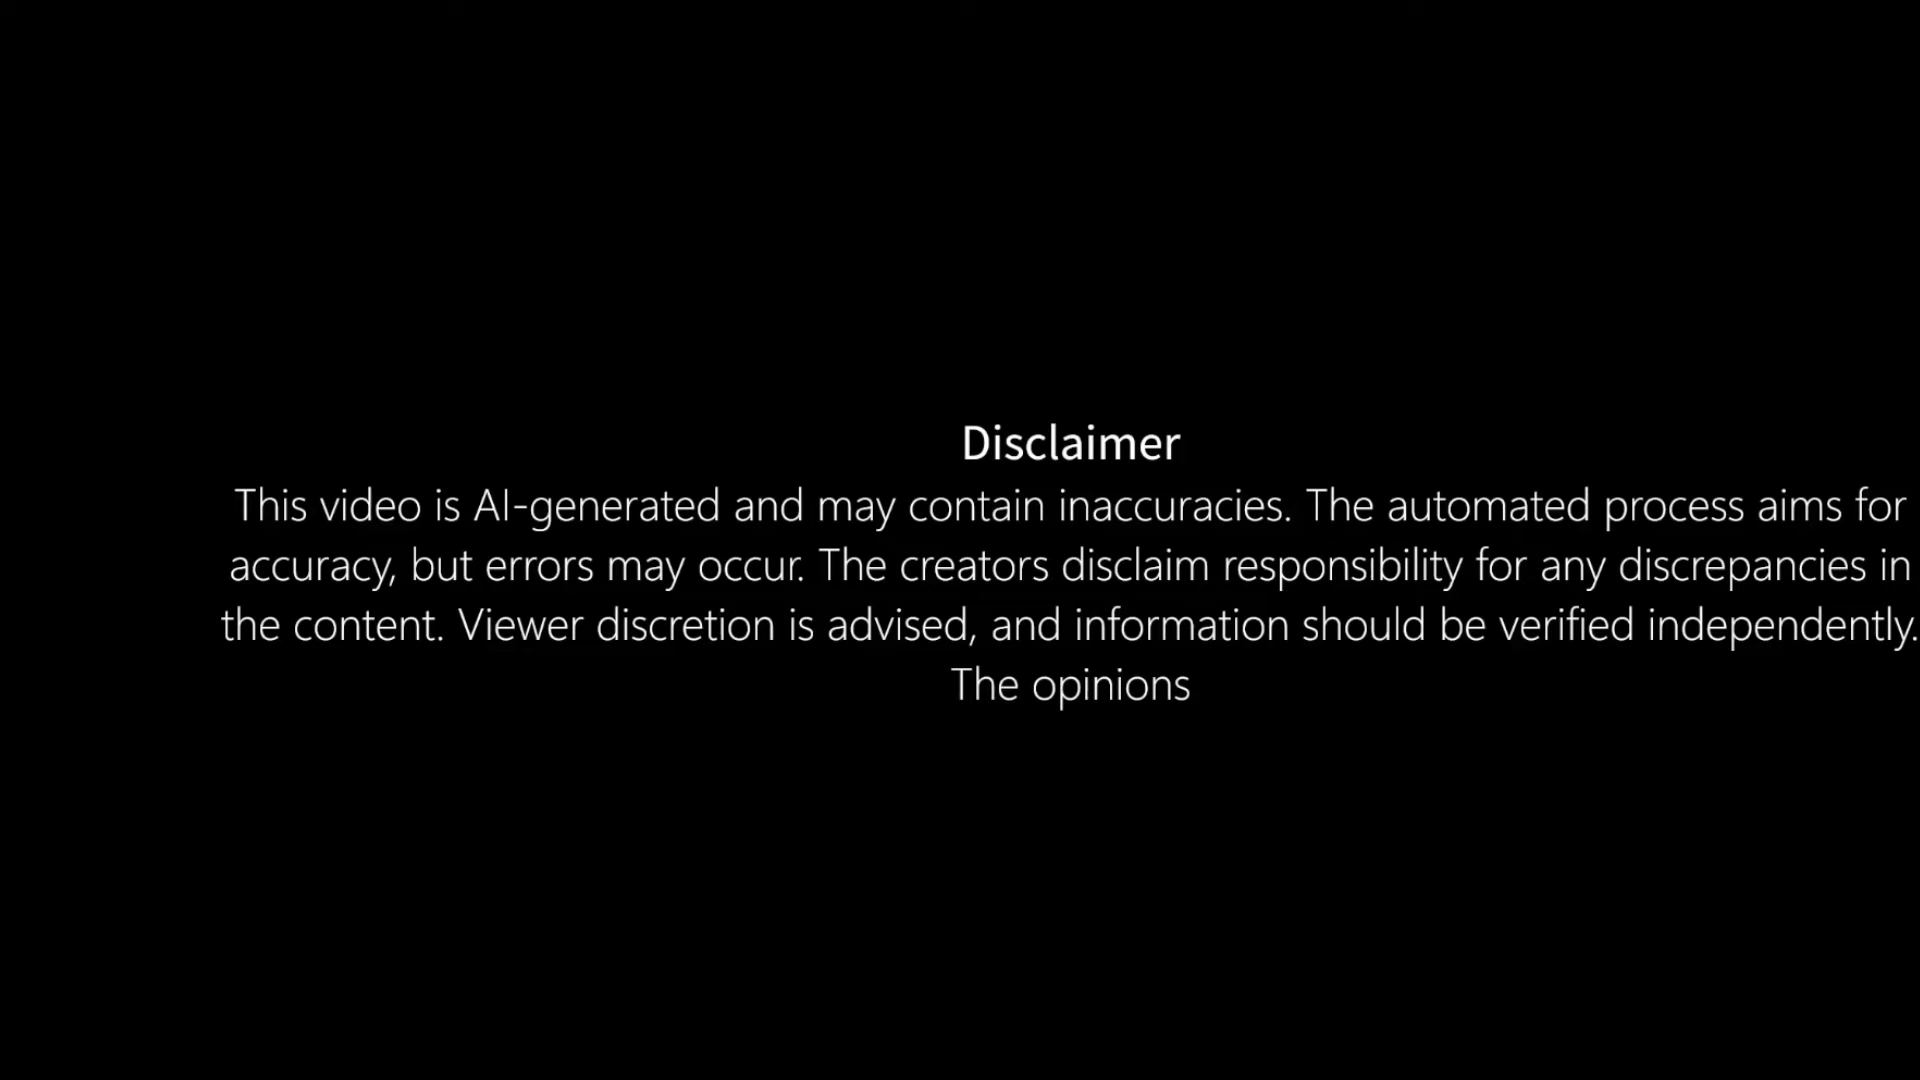 Disclaimer
This video is AI-generated and may contain inaccuracies. The automated process aims for
accuracy, but errors may occur. The creators disclaim responsibility for any discrepancies in
the content. Viewer discretion is advised, and information should be verified independently.
The opinions